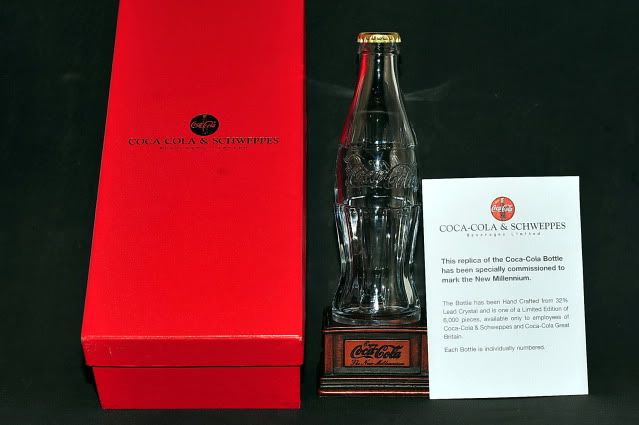 Coca-Cola
COCA-COLA & SCHWEPPES
Beverages Limited
Coca-Cola
Enjoy
Coca-Cola
The New Millennium
Coca-Cola
COCA-COLA & SCHWEPPES
Beverages Limited
This replica of the Coca-Cola Bottle
has been specially commissioned to
mark the New Millennium.
The Bottle has been Hand Crafted from 32%
Lead Crystal and is one of a Limited Edition of
6,000 pieces, available only to employees of
Coca-Cola & Schweppes and Coca-Cola Great
Britain.
Each Bottle is individually numbered.